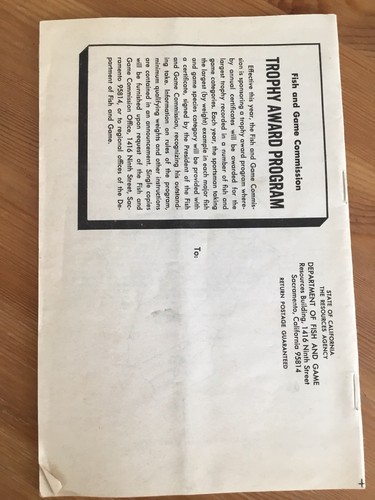 STATE OF CALIFORNIA
THE RESOURCES AGENCY
DEPARTMENT OF FISH AND GAME
Resources Building, 1416 Ninth Street
Sacramento, California 95814
RETURN POSTAGE GUARANTEED
To:
Fish and Game Commission
TROPHY AWARD PROGRAM
Effective this year, the Fish and Game Commis-
sion is sponsoring a trophy award program where-
by annual certificates will be awarded for the
largest trophy recorded in a number of fish and
game categories. Each year, the sportsman taking
the largest (by weight) example in each major fish
and game species category will be provided with
a certificate, signed by the President of the Fish
and Game Commission, recognizing his outstand-
ing take. Information on rules of the program,
minimum qualifying weights and other instructions
are contained in an announcement. Single copies
will be furnished upon request of the Fish and
Game Commission Office, 1416 Ninth Street, Sac-
ramento 95814, or to regional offices of the De-
partment of Fish and Game.